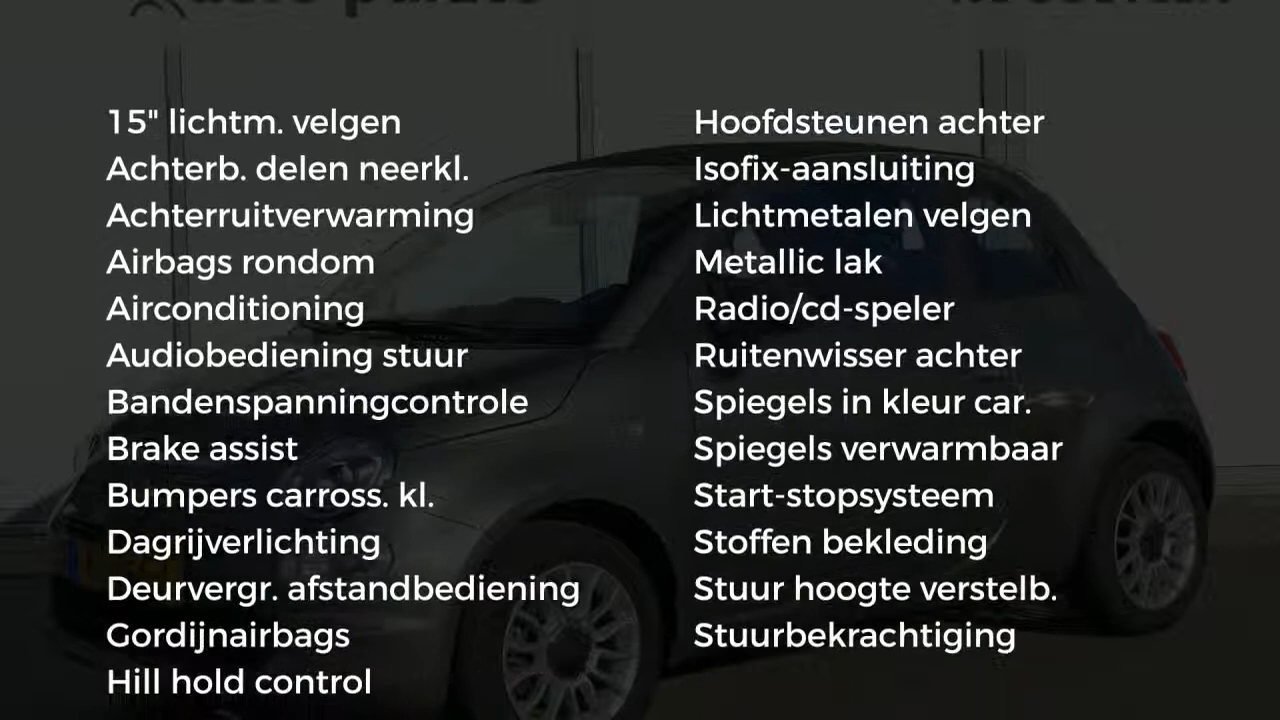 15" lichtm. velgen
Achterb. delen neerkl.
Achterruitverwarming
Airbags rondom
Airconditioning
Audiobediening stuur
Bandenspanningcontrole
Brake assist
Bumpers carross. kl.
Dagrijverlichting
Deurvergr. afstandbediening
Gordijnairbags
Hill hold control
Hoofdsteunen achter
Isofix-aansluiting
Lichtmetalen velgen
Metallic lak
Radio/cd-speler
Ruitenwisser achter
Spiegels in kleur car.
Spiegels verwarmbaar
Start-stopsysteem
Stoffen bekleding
Stuur hoogte verstelb.
Stuurbekrachtiging